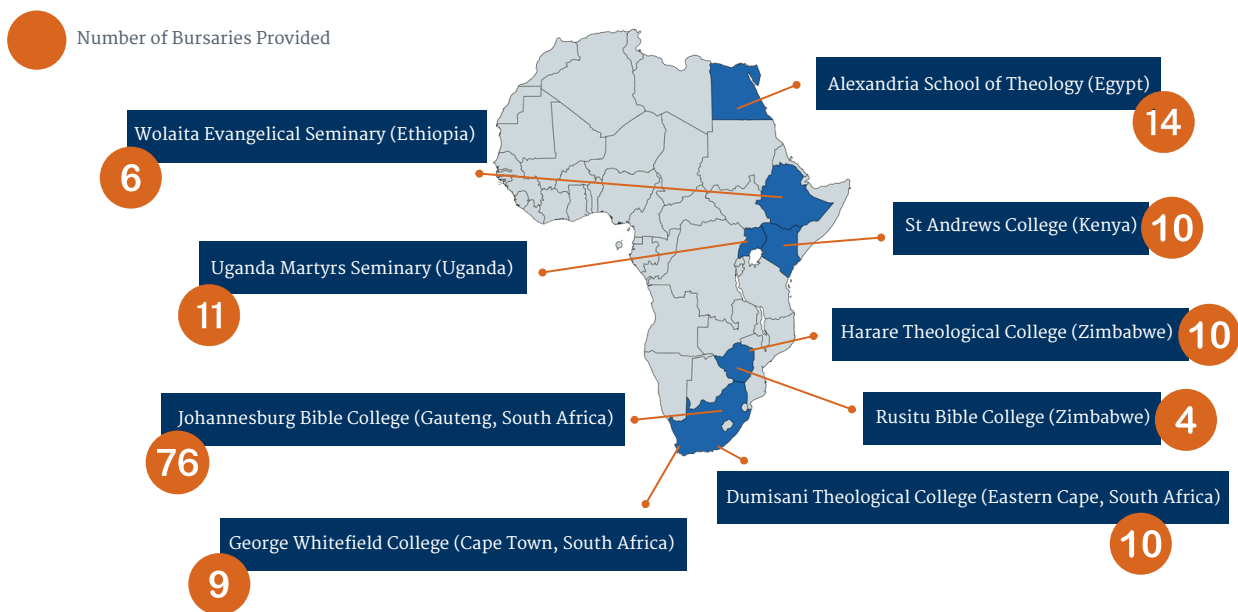 Number of Bursaries Provided
Alexandria School of Theology (Egypt)
14
Wolaita Evangelical Seminary (Ethiopia)
6
St Andrews College (Kenya)
10
Uganda Martyrs Seminary (Uganda)
11
Harare Theological College (Zimbabwe)
10
Johannesburg Bible College (Gauteng, South Africa)
76
Rusitu Bible College (Zimbabwe)
4
Dumisani Theological College (Eastern Cape, South Africa)
10
George Whitefield College (Cape Town, South Africa)
9